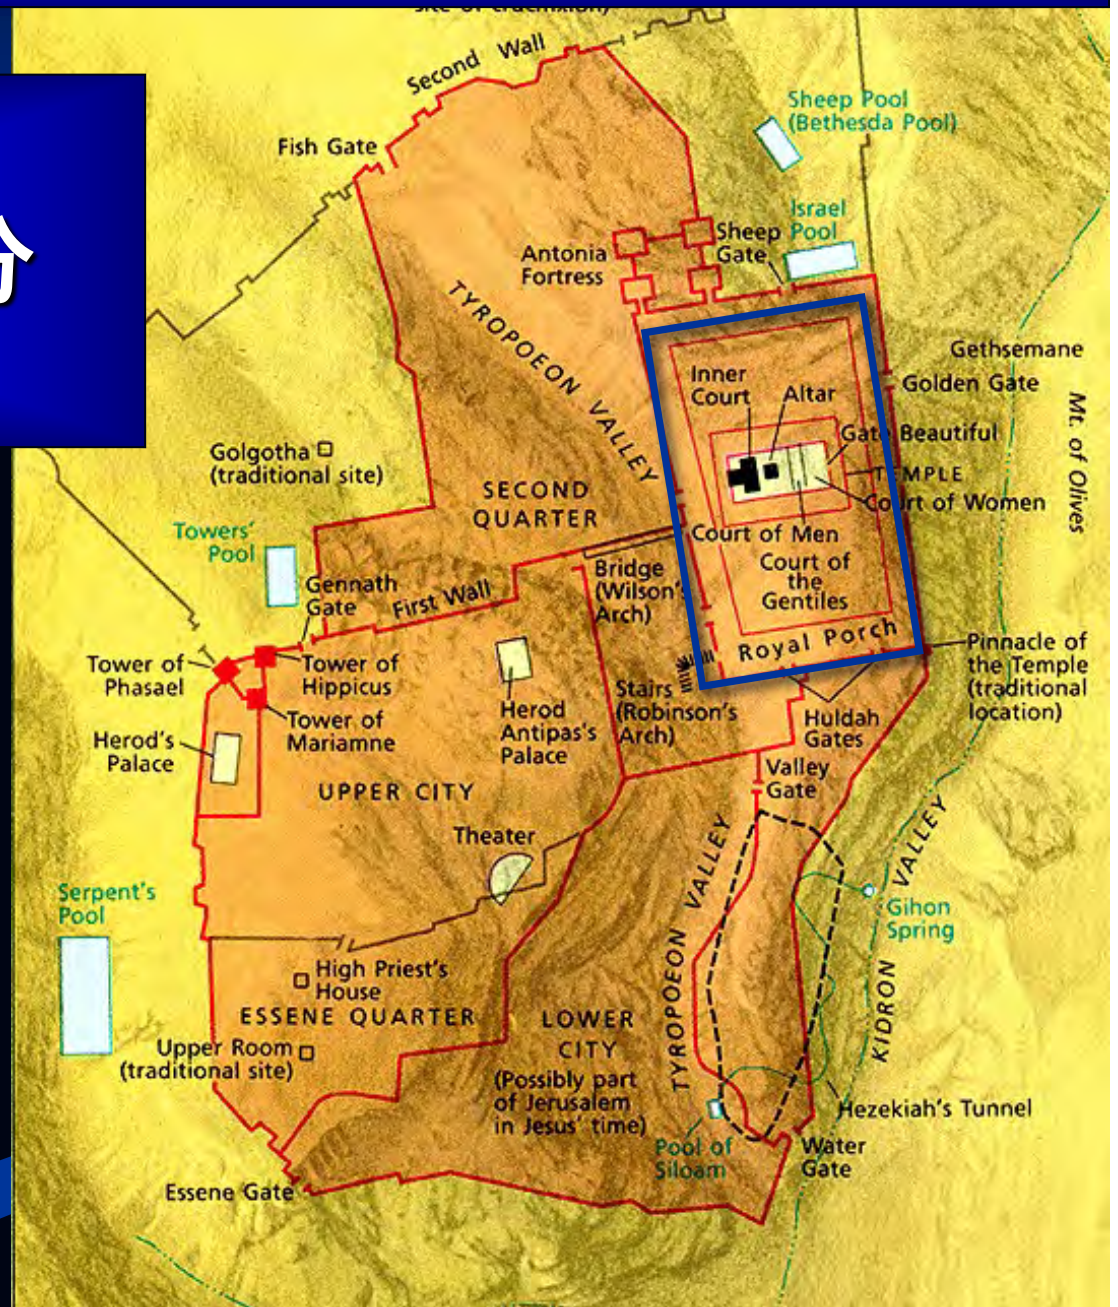 site of crucifixion)
Second Wall
Sheep Pool
(Bethesda Pool)
Fish Gate
Israel
Pool
Sheep
Gate
Antonia
Fortress
TYROPOEON VALLEY
Gethsemane
Inner
Court
Altar
Golden Gate
Mt. of Olives
Gate Beautiful
Golgotha
(traditional site)
TEMPLE
SECOND
QUARTER
Court of Women
Towers'
Pool
Court of Men
Court of
the
Gentiles
Bridge
(Wilson's
Arch)
Gennath
Gate
First Wall
Royal Porch
Pinnacle of
the Temple
(traditional
location)
Tower of
Phasael
Tower of
Hippicus
Stairs
(Robinson's
Arch)
Herod
Antipas's
Palace
Tower of
Mariamne
Huldah
Gates
Herod's
Palace
Valley
Gate
UPPER CITY
Theater
TYROPOEON VALLEY
KIDRON VALLEY
Serpent's
Pool
Gihon
Spring
High Priest's
House
ESSENE QUARTER
LOWER
CITY
(Possibly part
of Jerusalem
in Jesus' time)
Upper Room
(traditional site)
Hezekiah's Tunnel
Pool of
Siloam
Water
Gate
Essene Gate